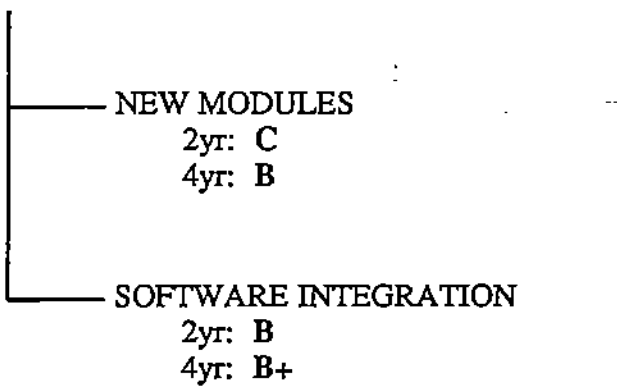 NEW MODULES
2yr: C
4yr: B
SOFTWARE INTEGRATION
2yr: B
4yr: B+